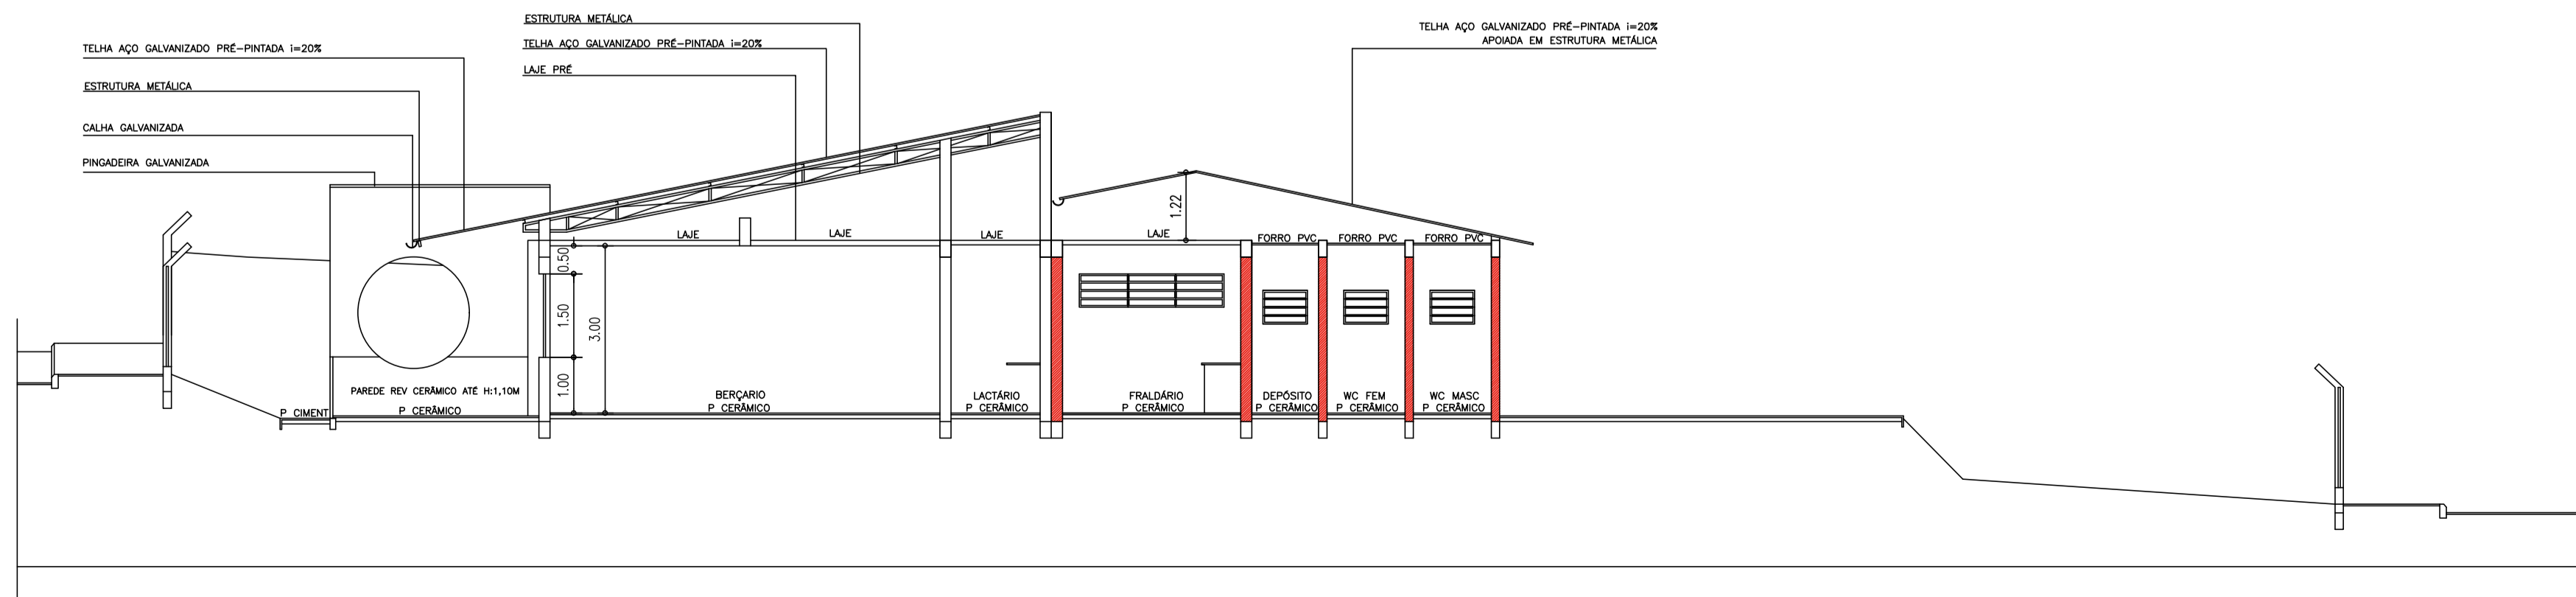 ESTRUTURA METÁLICA
TELHA AÇO GALVANIZADO PRÉ-PINTADA i=20%
APOIADA EM ESTRUTURA METÁLICA
TELHA AÇO GALVANIZADO PRÉ-PINTADA i=20%
TELHA AÇO GALVANIZADO PRÉ-PINTADA i=20%
LAJE PRÉ
ESTRUTURA METÁLICA
CALHA GALVANIZADA
PINGADEIRA GALVANIZADA
1.22
LAJE
LAJE
LAJE
LAJE
FORRO PVC
FORRO PVC
FORRO PVC
0.50
1.50
3.00
1.00
PAREDE REV CERÂMICO ATÉ H:1,10M
P CIMENT
P CERÂMICO
BERÇARIO
P CERÂMICO
LACTÁRIO
P CERÂMICO
FRALDÁRIO
P CERÂMICO
DEPÓSITO
P CERÂMICO
WC FEM
P CERÂMICO
WC MASC
P CERÂMICO